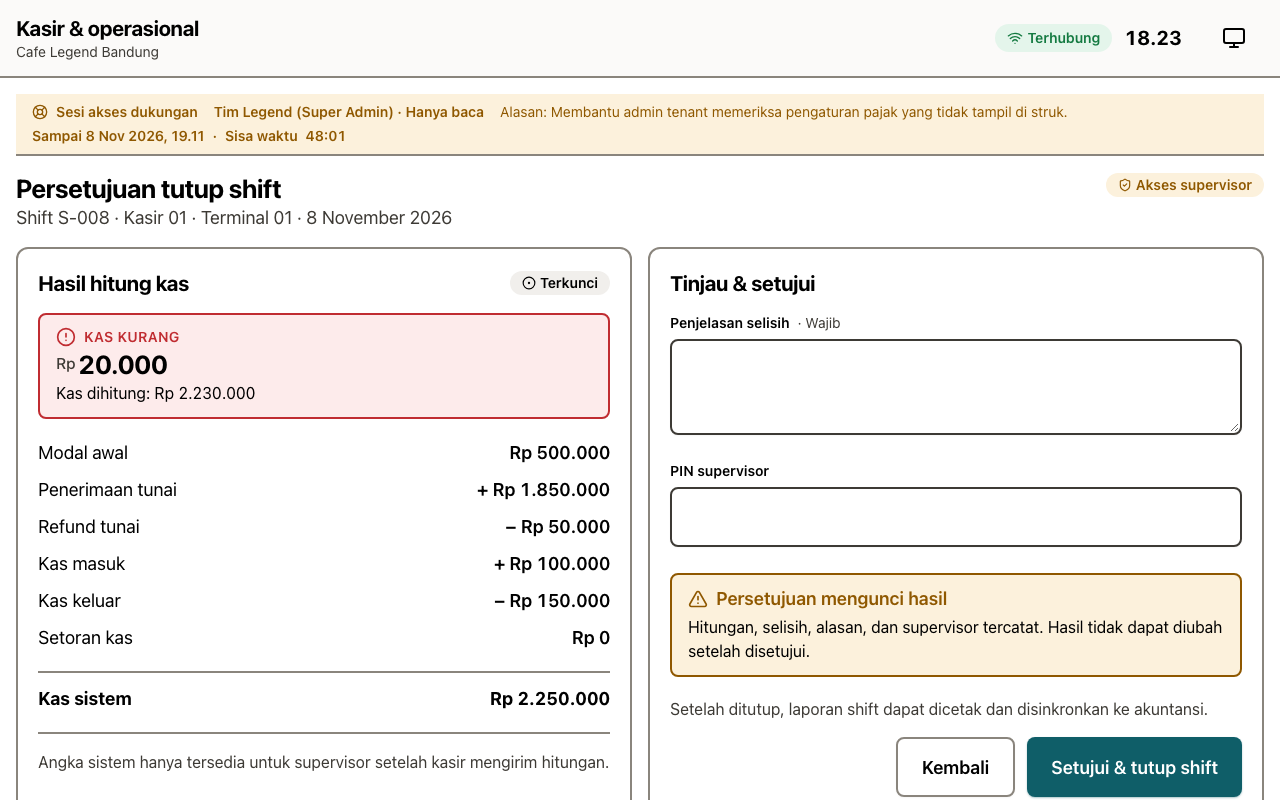 Kasir & operasional
Cafe Legend Bandung
Terhubung
18.23
Sesi akses dukungan Tim Legend (Super Admin) · Hanya baca Alasan: Membantu admin tenant memeriksa pengaturan pajak yang tidak tampil di struk.
Sampai 8 Nov 2026, 19.11 · Sisa waktu 48:01
Persetujuan tutup shift
Akses supervisor
Shift S-008 · Kasir 01 · Terminal 01 · 8 November 2026
Hasil hitung kas
Terkunci
KAS KURANG
Rp 20.000
Kas dihitung: Rp 2.230.000
Modal awal Rp 500.000
Penerimaan tunai + Rp 1.850.000
Refund tunai – Rp 50.000
Kas masuk + Rp 100.000
Kas keluar – Rp 150.000
Setoran kas Rp 0
Kas sistem Rp 2.250.000
Angka sistem hanya tersedia untuk supervisor setelah kasir mengirim hitungan.
Tinjau & setujui
Penjelasan selisih · Wajib
PIN supervisor
Persetujuan mengunci hasil
Hitungan, selisih, alasan, dan supervisor tercatat. Hasil tidak dapat diubah
setelah disetujui.
Setelah ditutup, laporan shift dapat dicetak dan disinkronkan ke akuntansi.
Kembali
Setujui & tutup shift